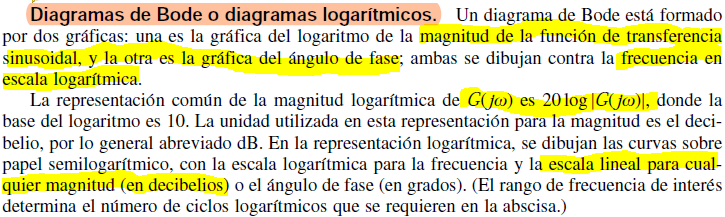 Diagramas de Bode o diagramas logarítmicos. Un diagrama de Bode está formado
por dos gráficas: una es la gráfica del logaritmo de la magnitud de la función de transferencia
sinusoidal, y la otra es la gráfica del ángulo de fase; ambas se dibujan contra la frecuencia en
escala logarítmica.
La representación común de la magnitud logarítmica de G(jω) es 20 log |G(jω)|, donde la
base del logaritmo es 10. La unidad utilizada en esta representación para la magnitud es el deci-
belio, por lo general abreviado dB. En la representación logarítmica, se dibujan las curvas sobre
papel semilogarítmico, con la escala logarítmica para la frecuencia y la escala lineal para cual-
quier magnitud (en decibelios) o el ángulo de fase (en grados). (El rango de frecuencia de interés
determina el número de ciclos logarítmicos que se requieren en la abscisa.)